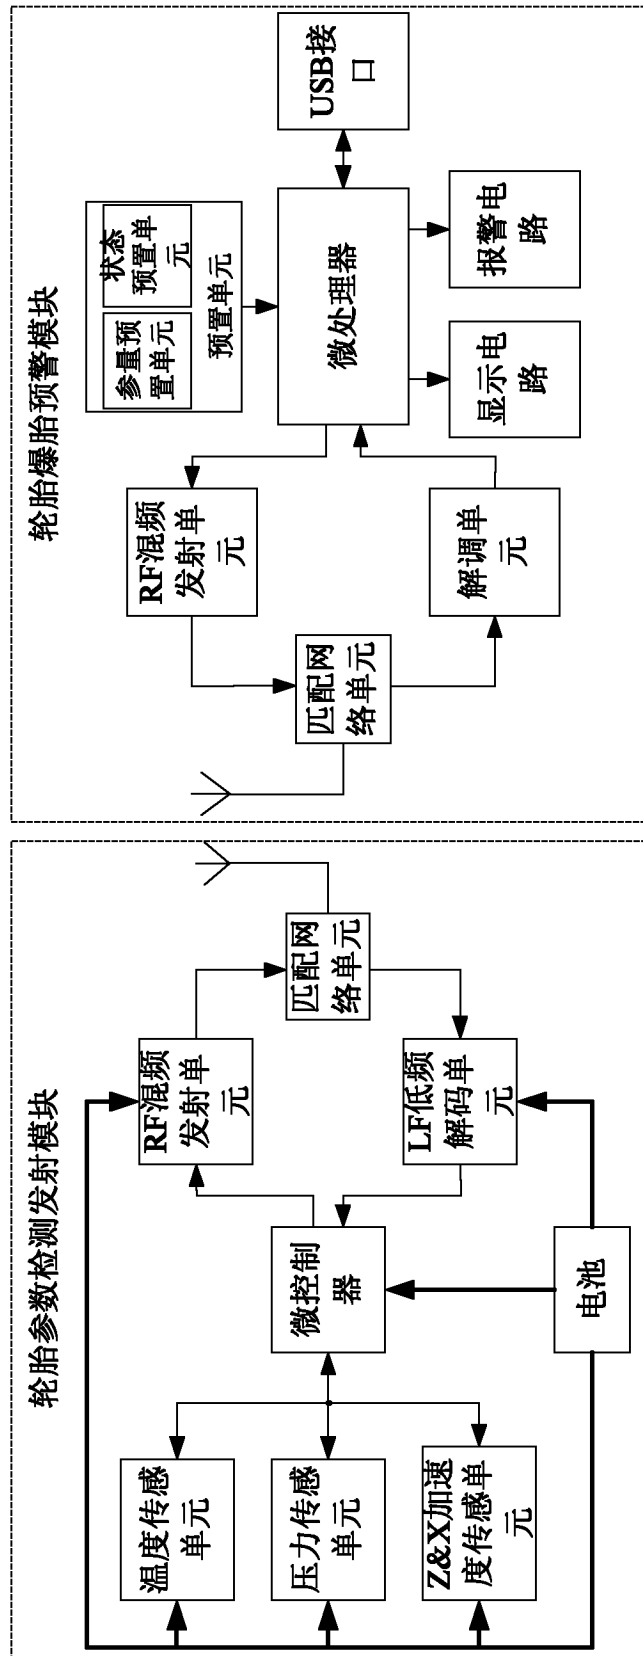 轮胎参数检测发射模块
温度传感
单元
压力传感
单元
Z&X加速
度传感单
元
微控制
器
RF混频
发射单
元
LF低频
解码单
元
匹配网
络单元
电池
轮胎爆胎预警模块
RF混频
发射单
元
匹配网
络单元
解调单
元
参量预
置单元
状态
预置单
元
预置单元
微处理器
显示电
路
报警电
路
USB接
口